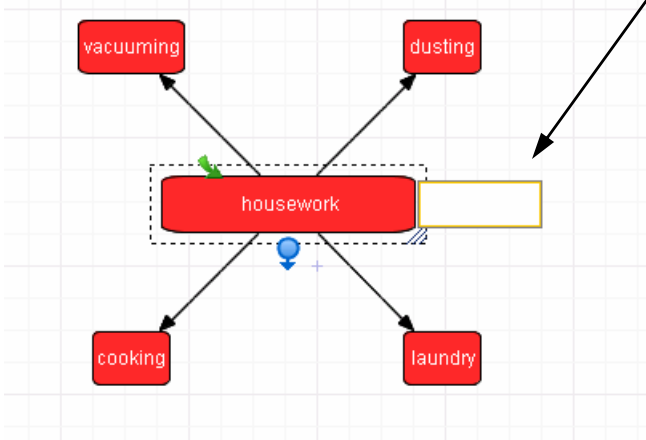 vacuuming
dusting
housework
cooking
laundry